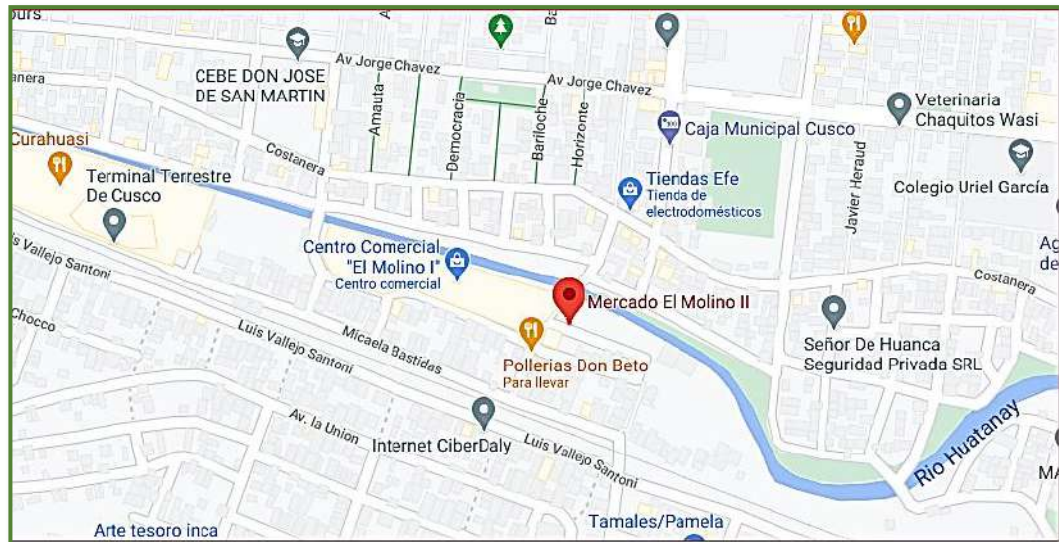 ours
Av Jorge Chavez
CEBE DON JOSE
DE SAN MARTIN
Av Jorge Chavez
Amauta
Democracia
Bariloche
Horizonte
Costanera
Curahuasi
Terminal Terrestre
De Cusco
Caja Municipal Cusco
Veterinaria
Chaquitos Wasi
Colegio Uriel García
Javier Heraud
Tiendas Efe
Tienda de
electrodomésticos
Centro Comercial
"El Molino I"
Centro comercial
Mercado El Molino II
Costanera
Señor De Huanca
Seguridad Privada SRL
Pollerias Don Beto
Para llevar
Luis Vallejo Santoni
Micaela Bastidas
Chocco
Av. la Union
Internet CiberDaly
Luis Vallejo Santoni
Rio Huatanay
Arte tesoro inca
Tamales/Pamela